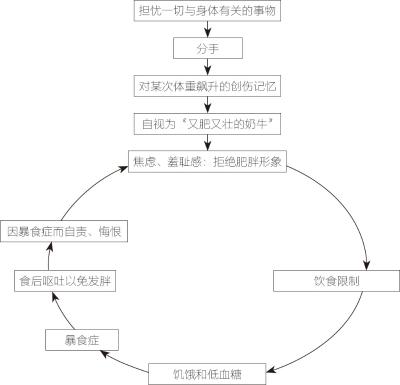 担忧一切与身体有关的事物
分手
对某次体重飙升的创伤记忆
自视为“又肥又壮的奶牛”
焦虑、羞耻感：拒绝肥胖形象
饮食限制
饥饿和低血糖
暴食症
食后呕吐以免发胖
因暴食症而自责、悔恨